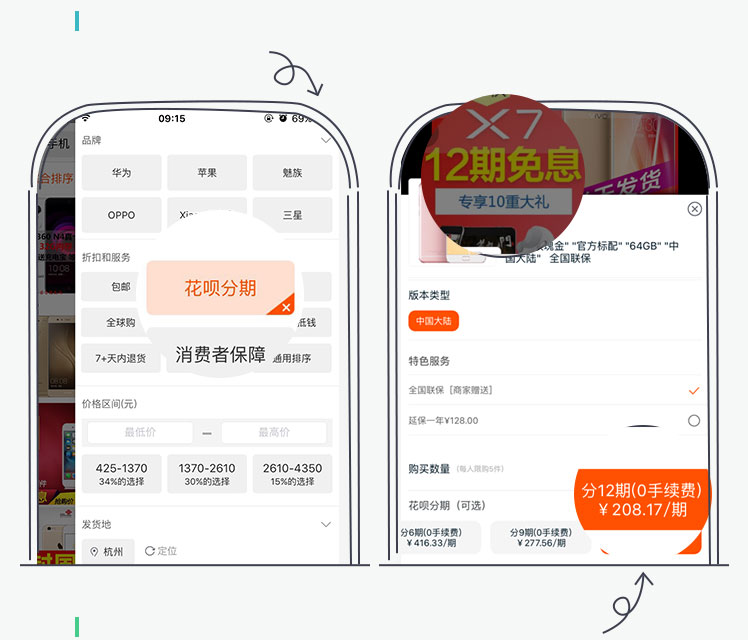 09:15
69%
手机
品牌
合排序
华为
苹果
魅族
OPPO
三星
折扣和服务
包邮
花呗分期
全球购
7+天内退货
消费者保障
通用排序
价格区间(元)
最低价
最高价
425-1370
34%的选择
1370-2610
30%的选择
2610-4350
15%的选择
发货地
杭州
定位
X7
12期免息
专享10重大礼
"官方标配" "64GB" "中
国大陆" 全国联保
版本类型
中国大陆
特色服务
全国联保［商家赠送］
延保一年¥128.00
购买数量
(每人限购5件)
花呗分期（可选）
分6期(0手续费)
¥ 416.33/期
分9期(0手续费)
¥ 277.56/期
分12期(0手续费)
¥ 208.17/期